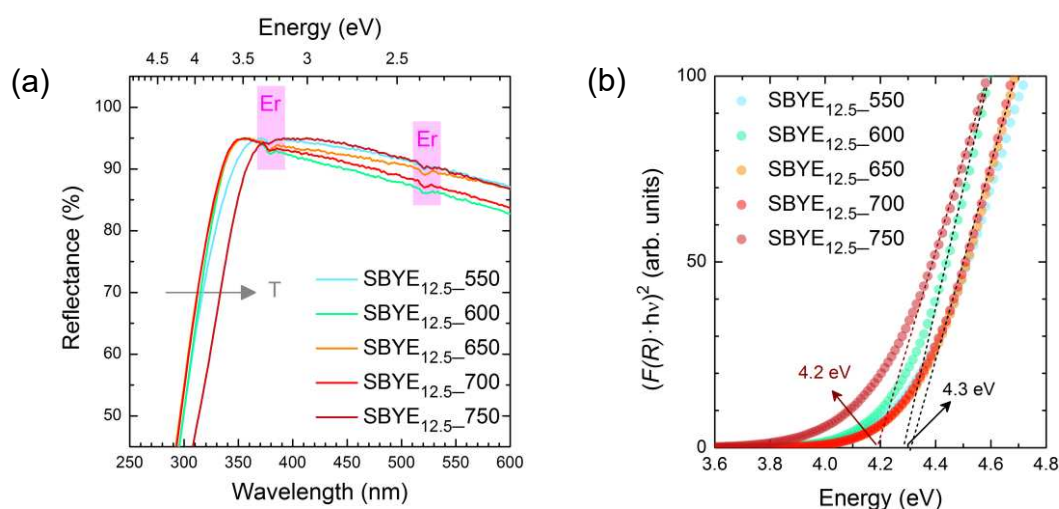 (a)
Energy (eV)
4.5 4 3.5 3 2.5
Reflectance (%)
100
90
80
70
60
50
Er
Er
T
SBYE12.5_550
SBYE12.5_600
SBYE12.5_650
SBYE12.5_700
SBYE12.5_750
250 300 350 400 450 500 550 600
Wavelength (nm)
(b)
(F(R)· hν)² (arb. units)
100
50
0
SBYE12.5_550
SBYE12.5_600
SBYE12.5_650
SBYE12.5_700
SBYE12.5_750
4.2 eV
4.3 eV
3.6 4.0 4.2 4.4 4.6 4.8
Energy (eV)